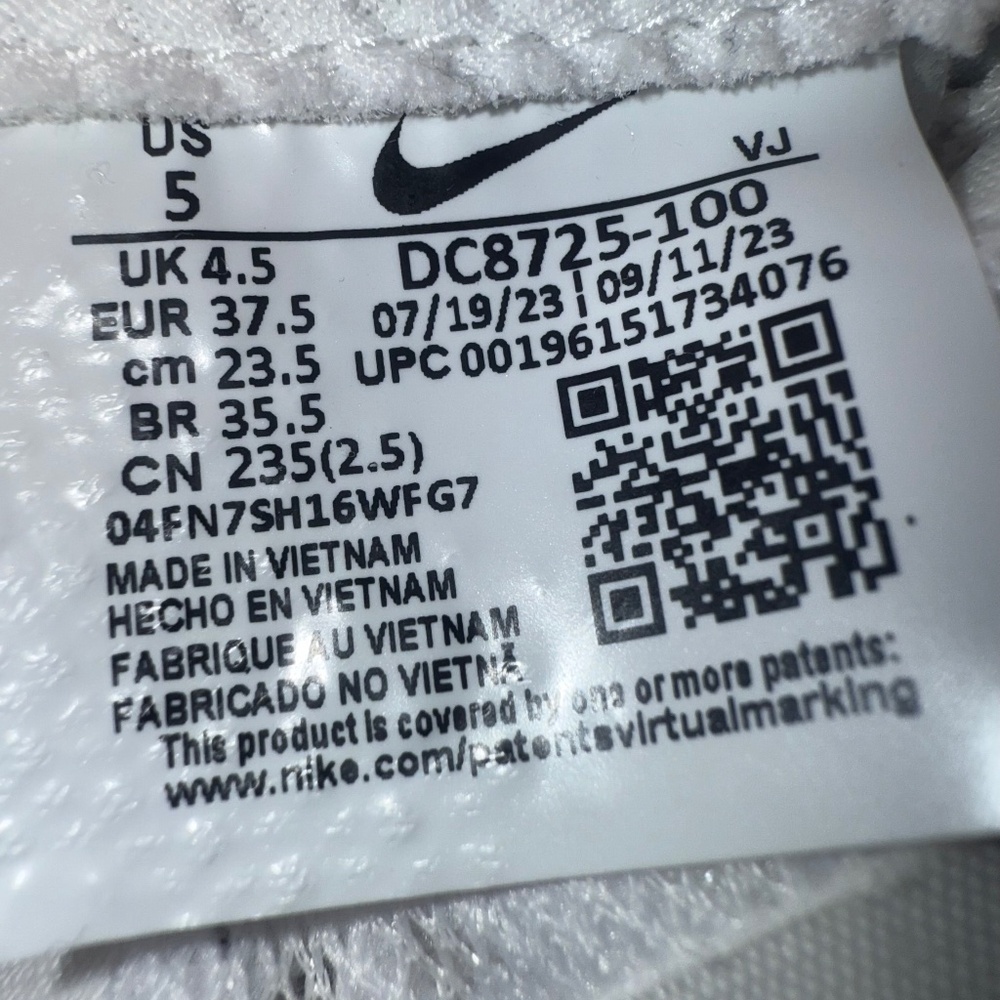 US
5
VJ
UK 4.5
DC8725-100
EUR 37.5
07/19/23 | 09/11/23
cm 23.5
UPC 00196151734076
BR 35.5
CN 235(2.5)
04FN7SH16WFG7
MADE IN VIETNAM
HECHO EN VIETNAM
FABRIQUE AU VIETNAM
FABRICADO NO VIETNÃ
This product is covered by one or more patents:
www.nike.com/patentsvirtualmarking